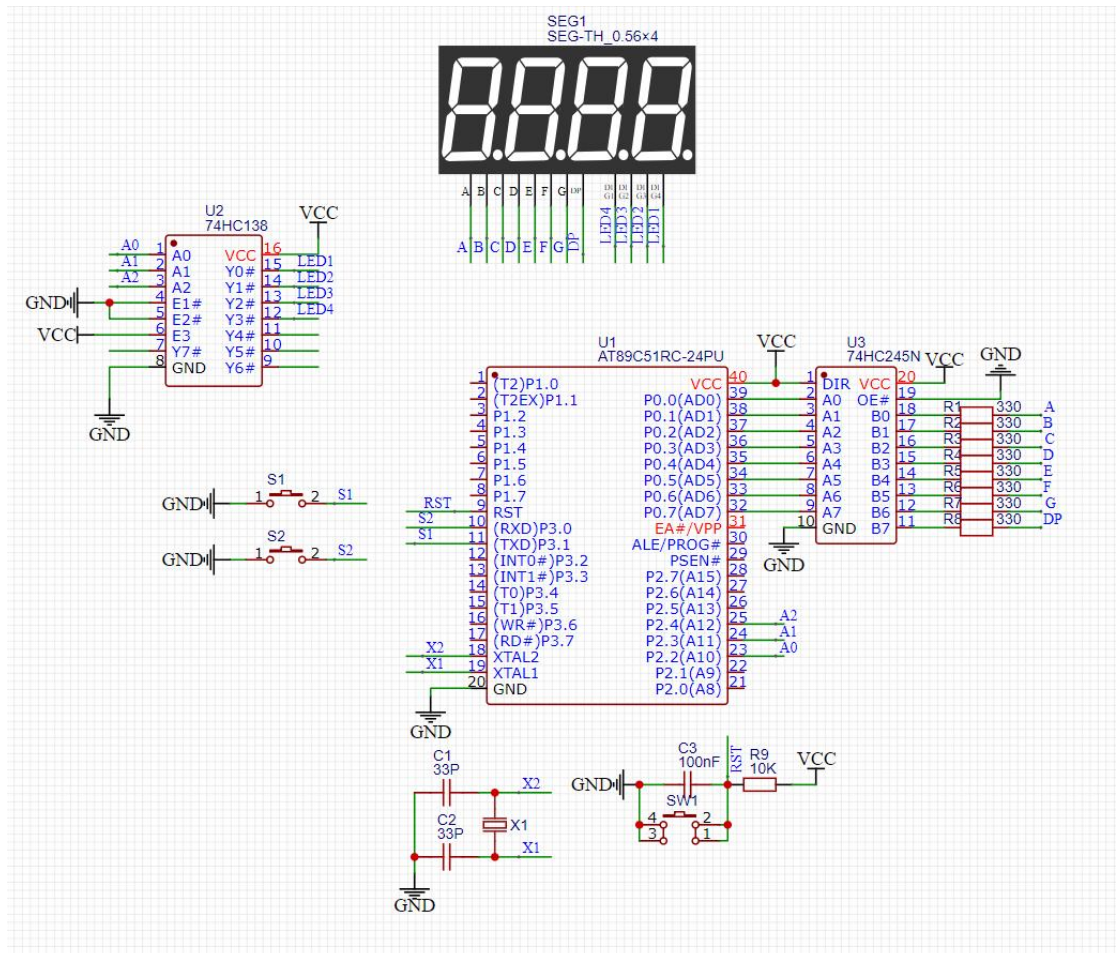 SEG1
SEG-TH_0.56×4
A B C D E F G DP DIG1 DIG2 DIG3 DIG4
A B C D E F G DP LED4 LED3 LED2 LED1
U2
74HC138
VCC
A0 1 A0 VCC 16
A1 2 A1 Y0# 15 LED1
A2 3 A2 Y1# 14 LED2
GND 4 E1# Y2# 13 LED3
5 E2# Y3# 12 LED4
VCC 6 E3 Y4# 11
7 Y7# Y5# 10
8 GND Y6# 9
GND
U1
AT89C51RC-24PU
1 (T2)P1.0 VCC 40
2 (T2EX)P1.1 P0.0(AD0) 39
3 P1.2 P0.1(AD1) 38
4 P1.3 P0.2(AD2) 37
5 P1.4 P0.3(AD3) 36
6 P1.5 P0.4(AD4) 35
7 P1.6 P0.5(AD5) 34
8 P1.7 P0.6(AD6) 33
RST 9 RST P0.7(AD7) 32
S2 10 (RXD)P3.0 EA#/VPP 31
S1 11 (TXD)P3.1 ALE/PROG# 30
12 (INT0#)P3.2 PSEN# 29
13 (INT1#)P3.3 P2.7(A15) 28
14 (T0)P3.4 P2.6(A14) 27
15 (T1)P3.5 P2.5(A13) 26
16 (WR#)P3.6 P2.4(A12) 25 A2
17 (RD#)P3.7 P2.3(A11) 24 A1
X2 18 XTAL2 P2.2(A10) 23 A0
X1 19 XTAL1 P2.1(A9) 22
20 GND P2.0(A8) 21
GND
VCC
U3
74HC245N
VCC
GND
1 DIR VCC 20
2 A0 OE# 19
3 A1 B0 18 R1 330 A
4 A2 B1 17 R2 330 B
5 A3 B2 16 R3 330 C
6 A4 B3 15 R4 330 D
7 A5 B4 14 R5 330 E
8 A6 B5 13 R6 330 F
9 A7 B6 12 R7 330 G
10 GND B7 11 R8 330 DP
GND
S1
GND 1 2 S1
S2
GND 1 2 S2
C1
33P
X2
C2
33P
X1
X1
GND
C3
100nF
RST
R9
10K
VCC
GND
SW1
4 2
3 1